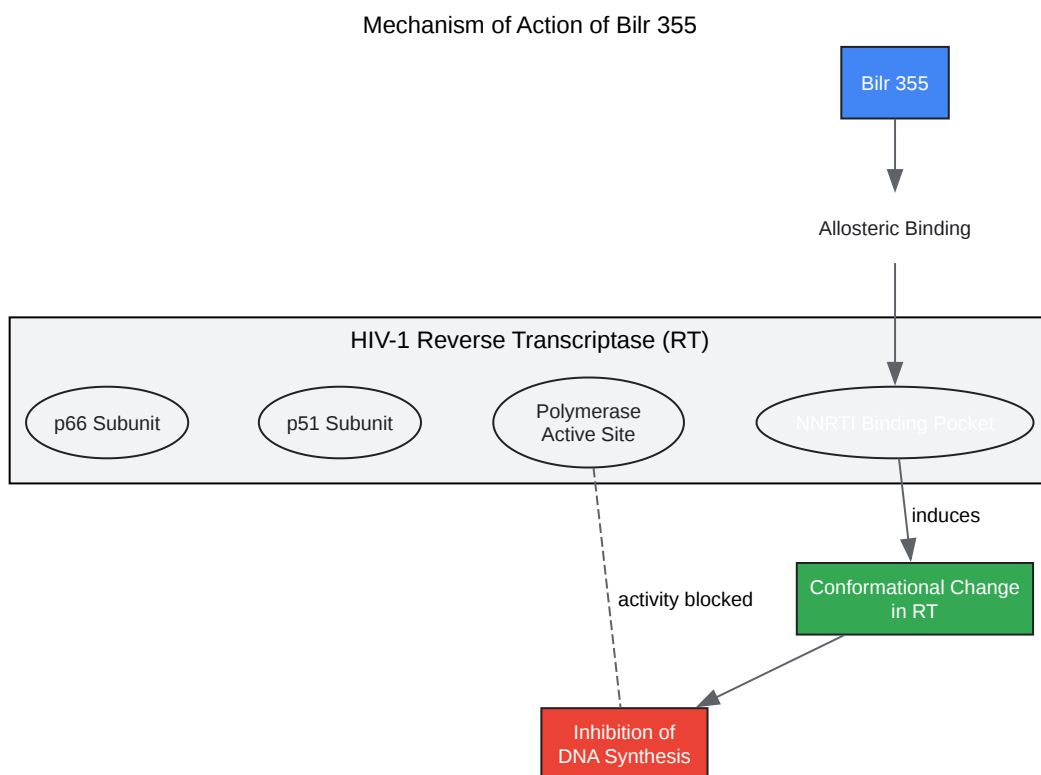 Mechanism of Action of Bilr 355
Bilr 355
Allosteric Binding
HIV-1 Reverse Transcriptase (RT)
p66 Subunit
p51 Subunit
Polymerase
Active Site
NNRTI Binding Pocket
induces
Conformational Change
in RT
activity blocked
Inhibition of
DNA Synthesis